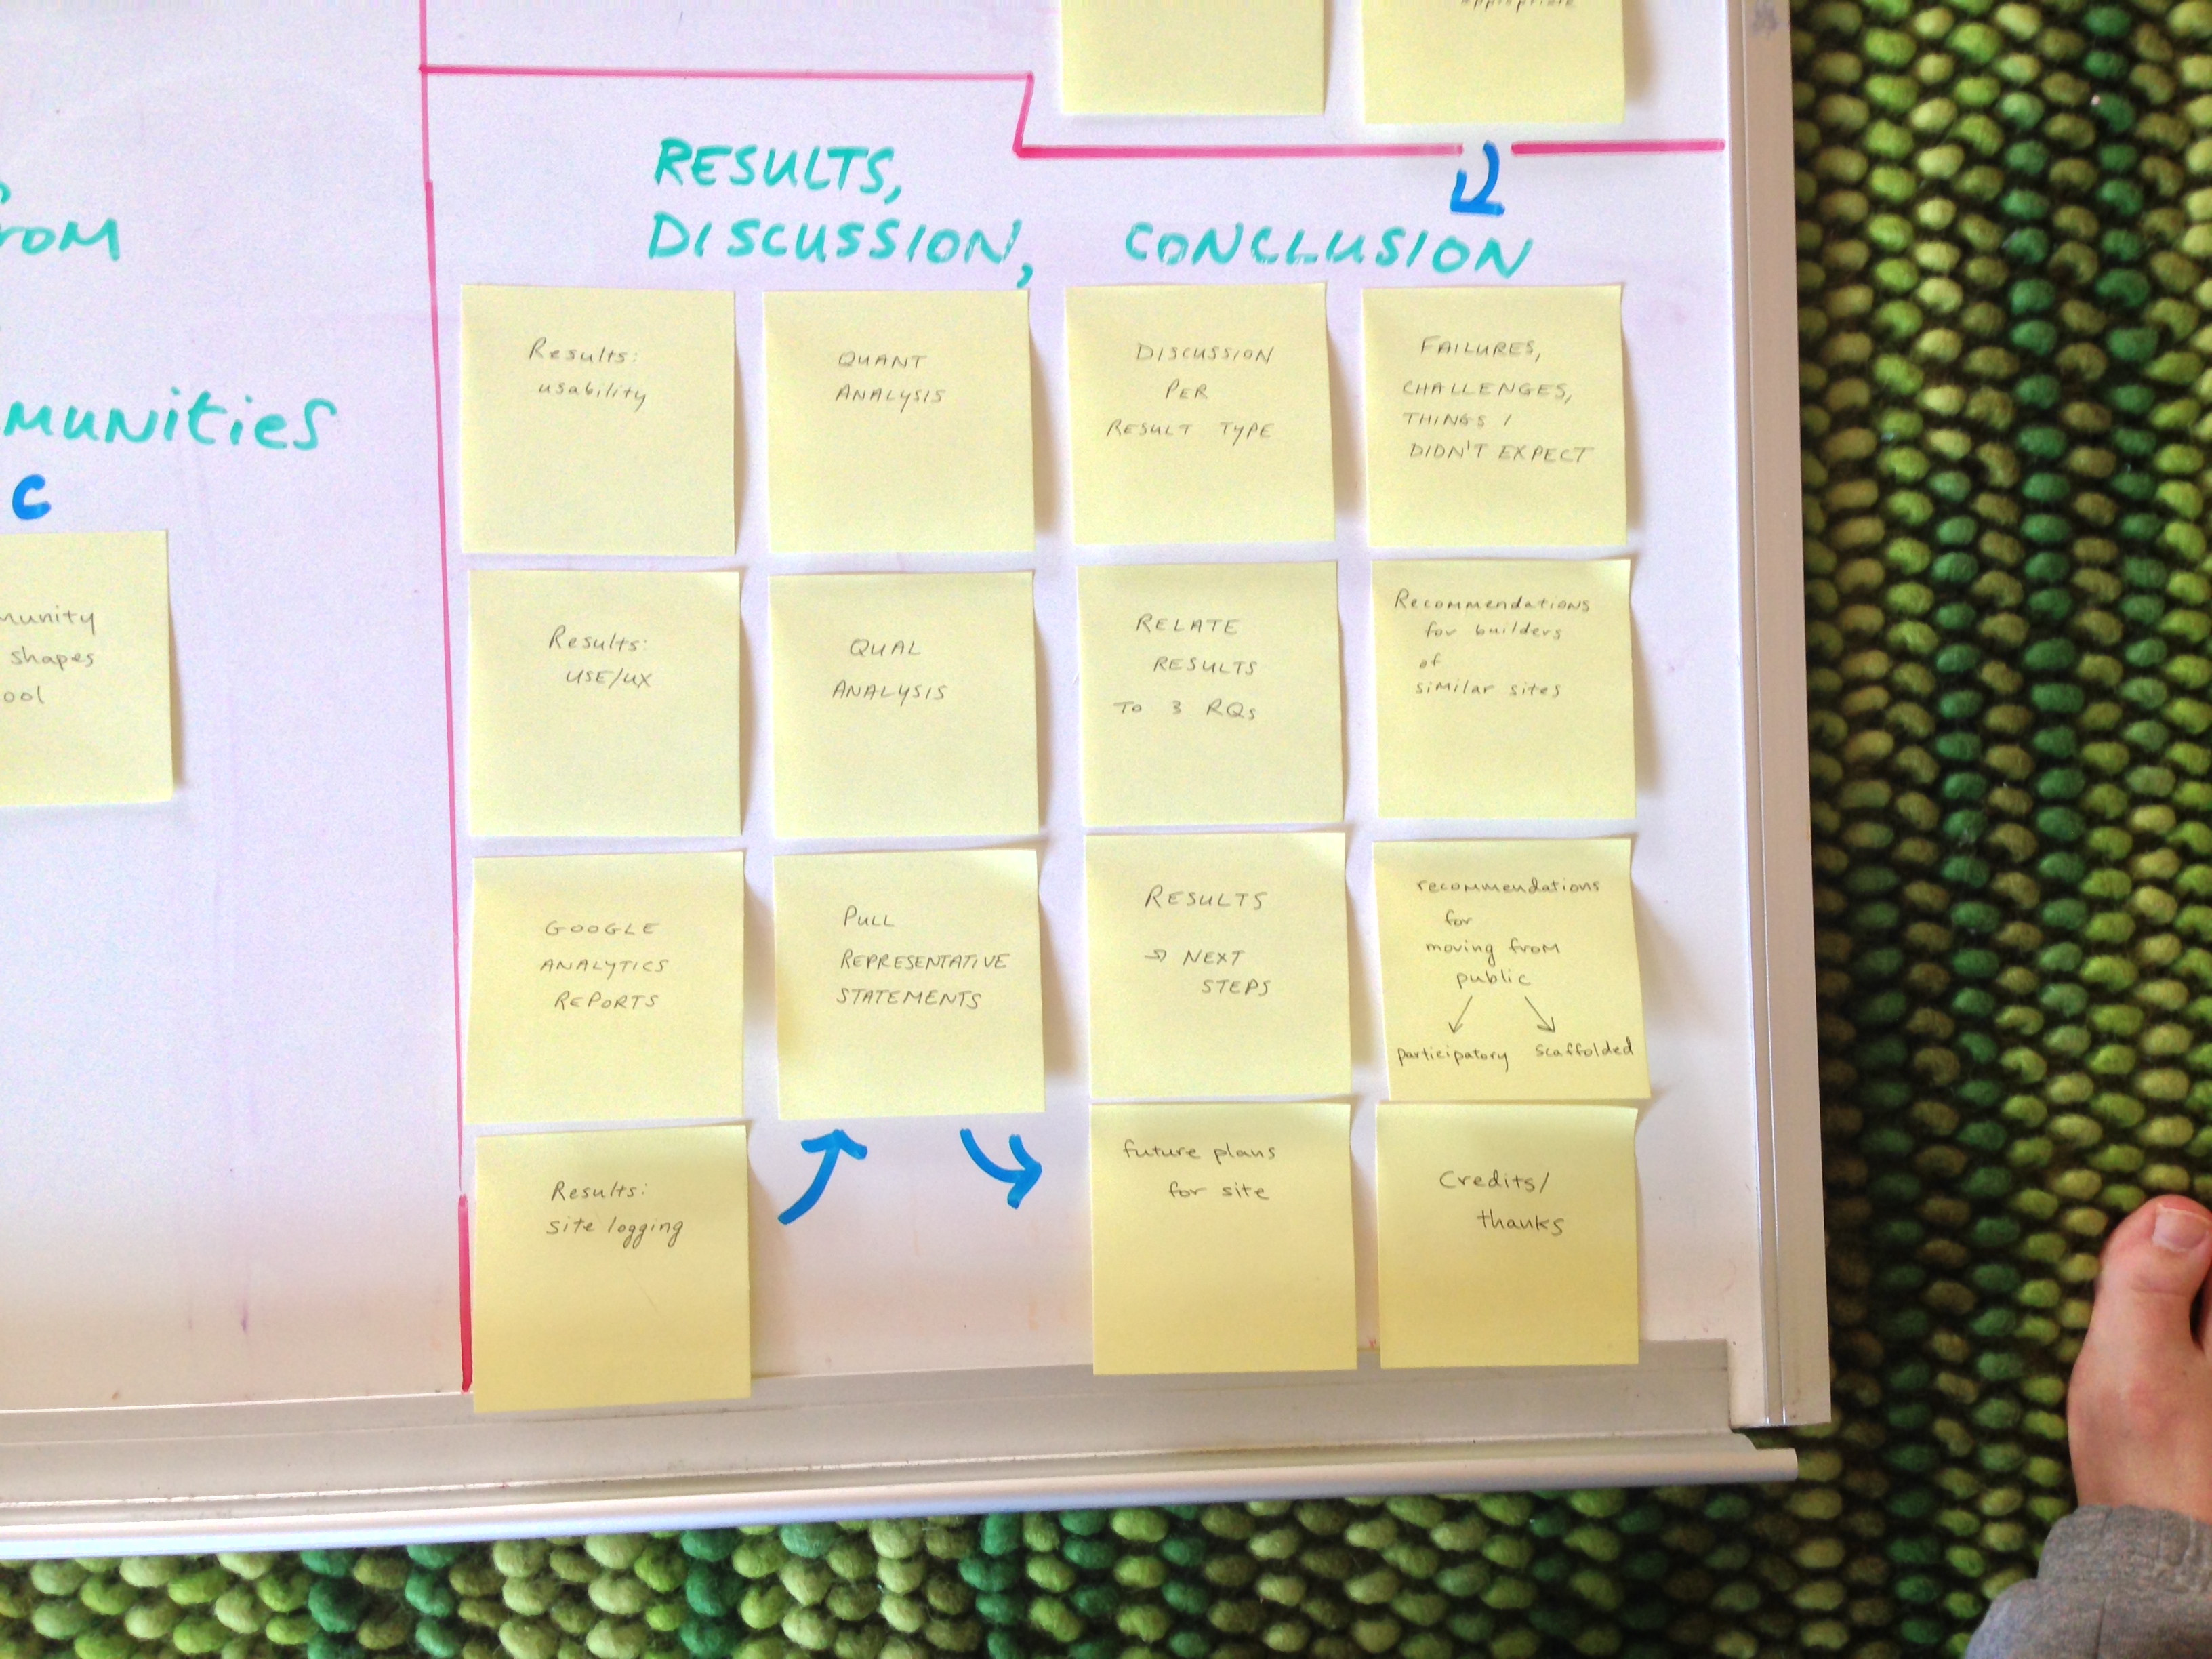 appropriate
RESULTS,
DISCUSSION, CONCLUSION
ROM
MUNITIES
C
munity
shapes
ool
Results:
usability
QUANT
ANALYSIS
DISCUSSION
PER
RESULT TYPE
FAILURES,
CHALLENGES,
THINGS I
DIDN'T EXPECT
Results:
USE/UX
QUAL
ANALYSIS
RELATE
RESULTS
TO 3 RQs
Recommendations
for builders
of
similar sites
GOOGLE
ANALYTICS
REPORTS
PULL
REPRESENTATIVE
STATEMENTS
RESULTS
→ NEXT
STEPS
recommendations
for
moving from
public
participatory scaffolded
Results:
site logging
future plans
for site
Credits/
thanks